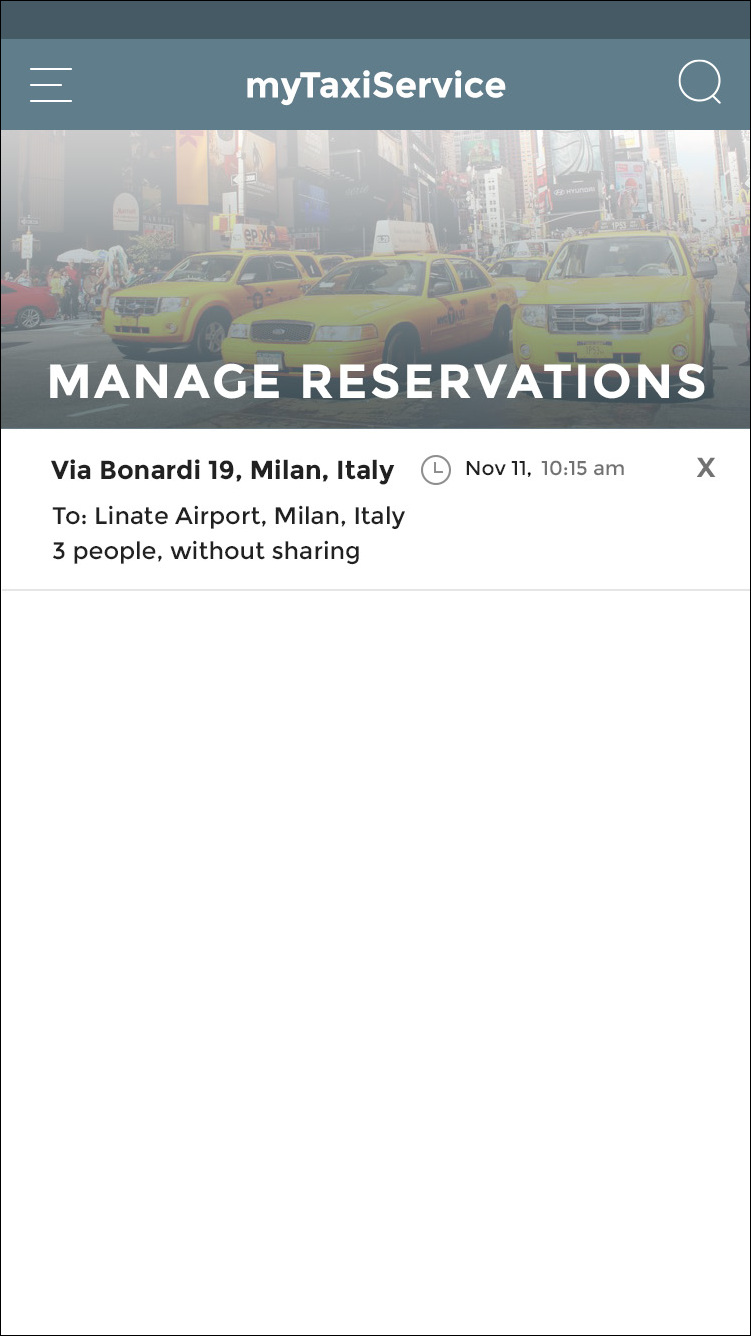 myTaxiService
HYUNDAI
MANAGE RESERVATIONS
Via Bonardi 19, Milan, Italy Nov 11, 10:15 am X
To: Linate Airport, Milan, Italy
3 people, without sharing